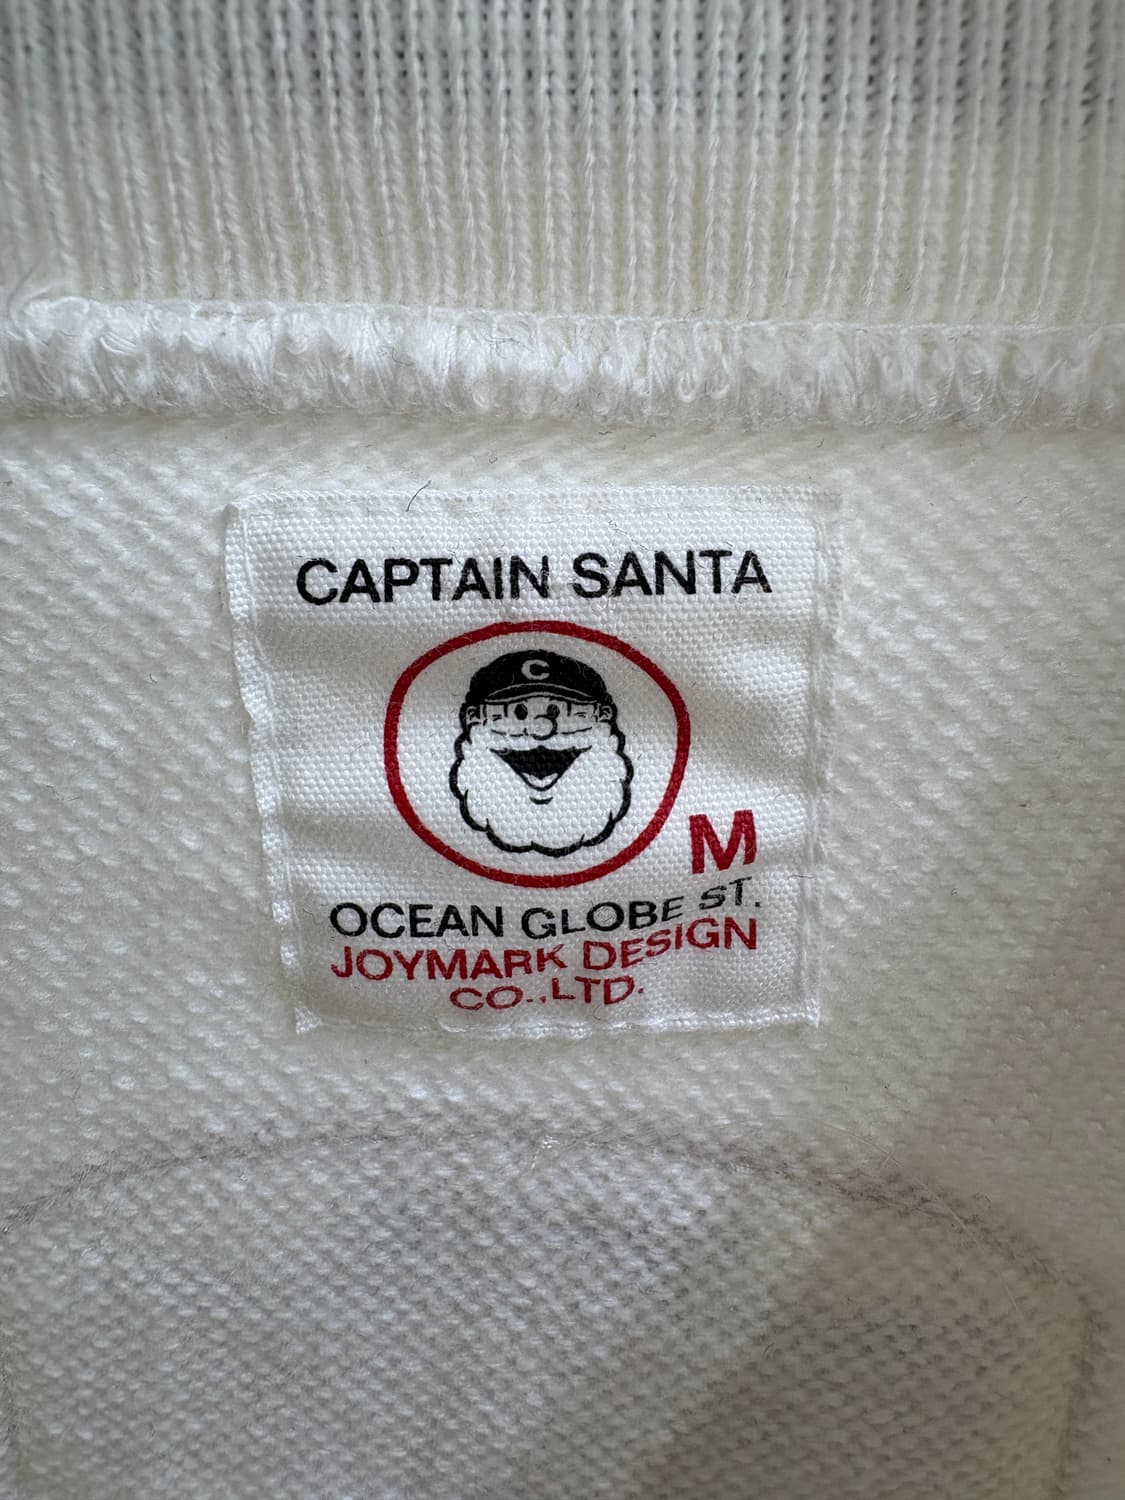 CAPTAIN SANTA
C
M
OCEAN GLOBE ST.
JOYMARK DESIGN
CO.,LTD.